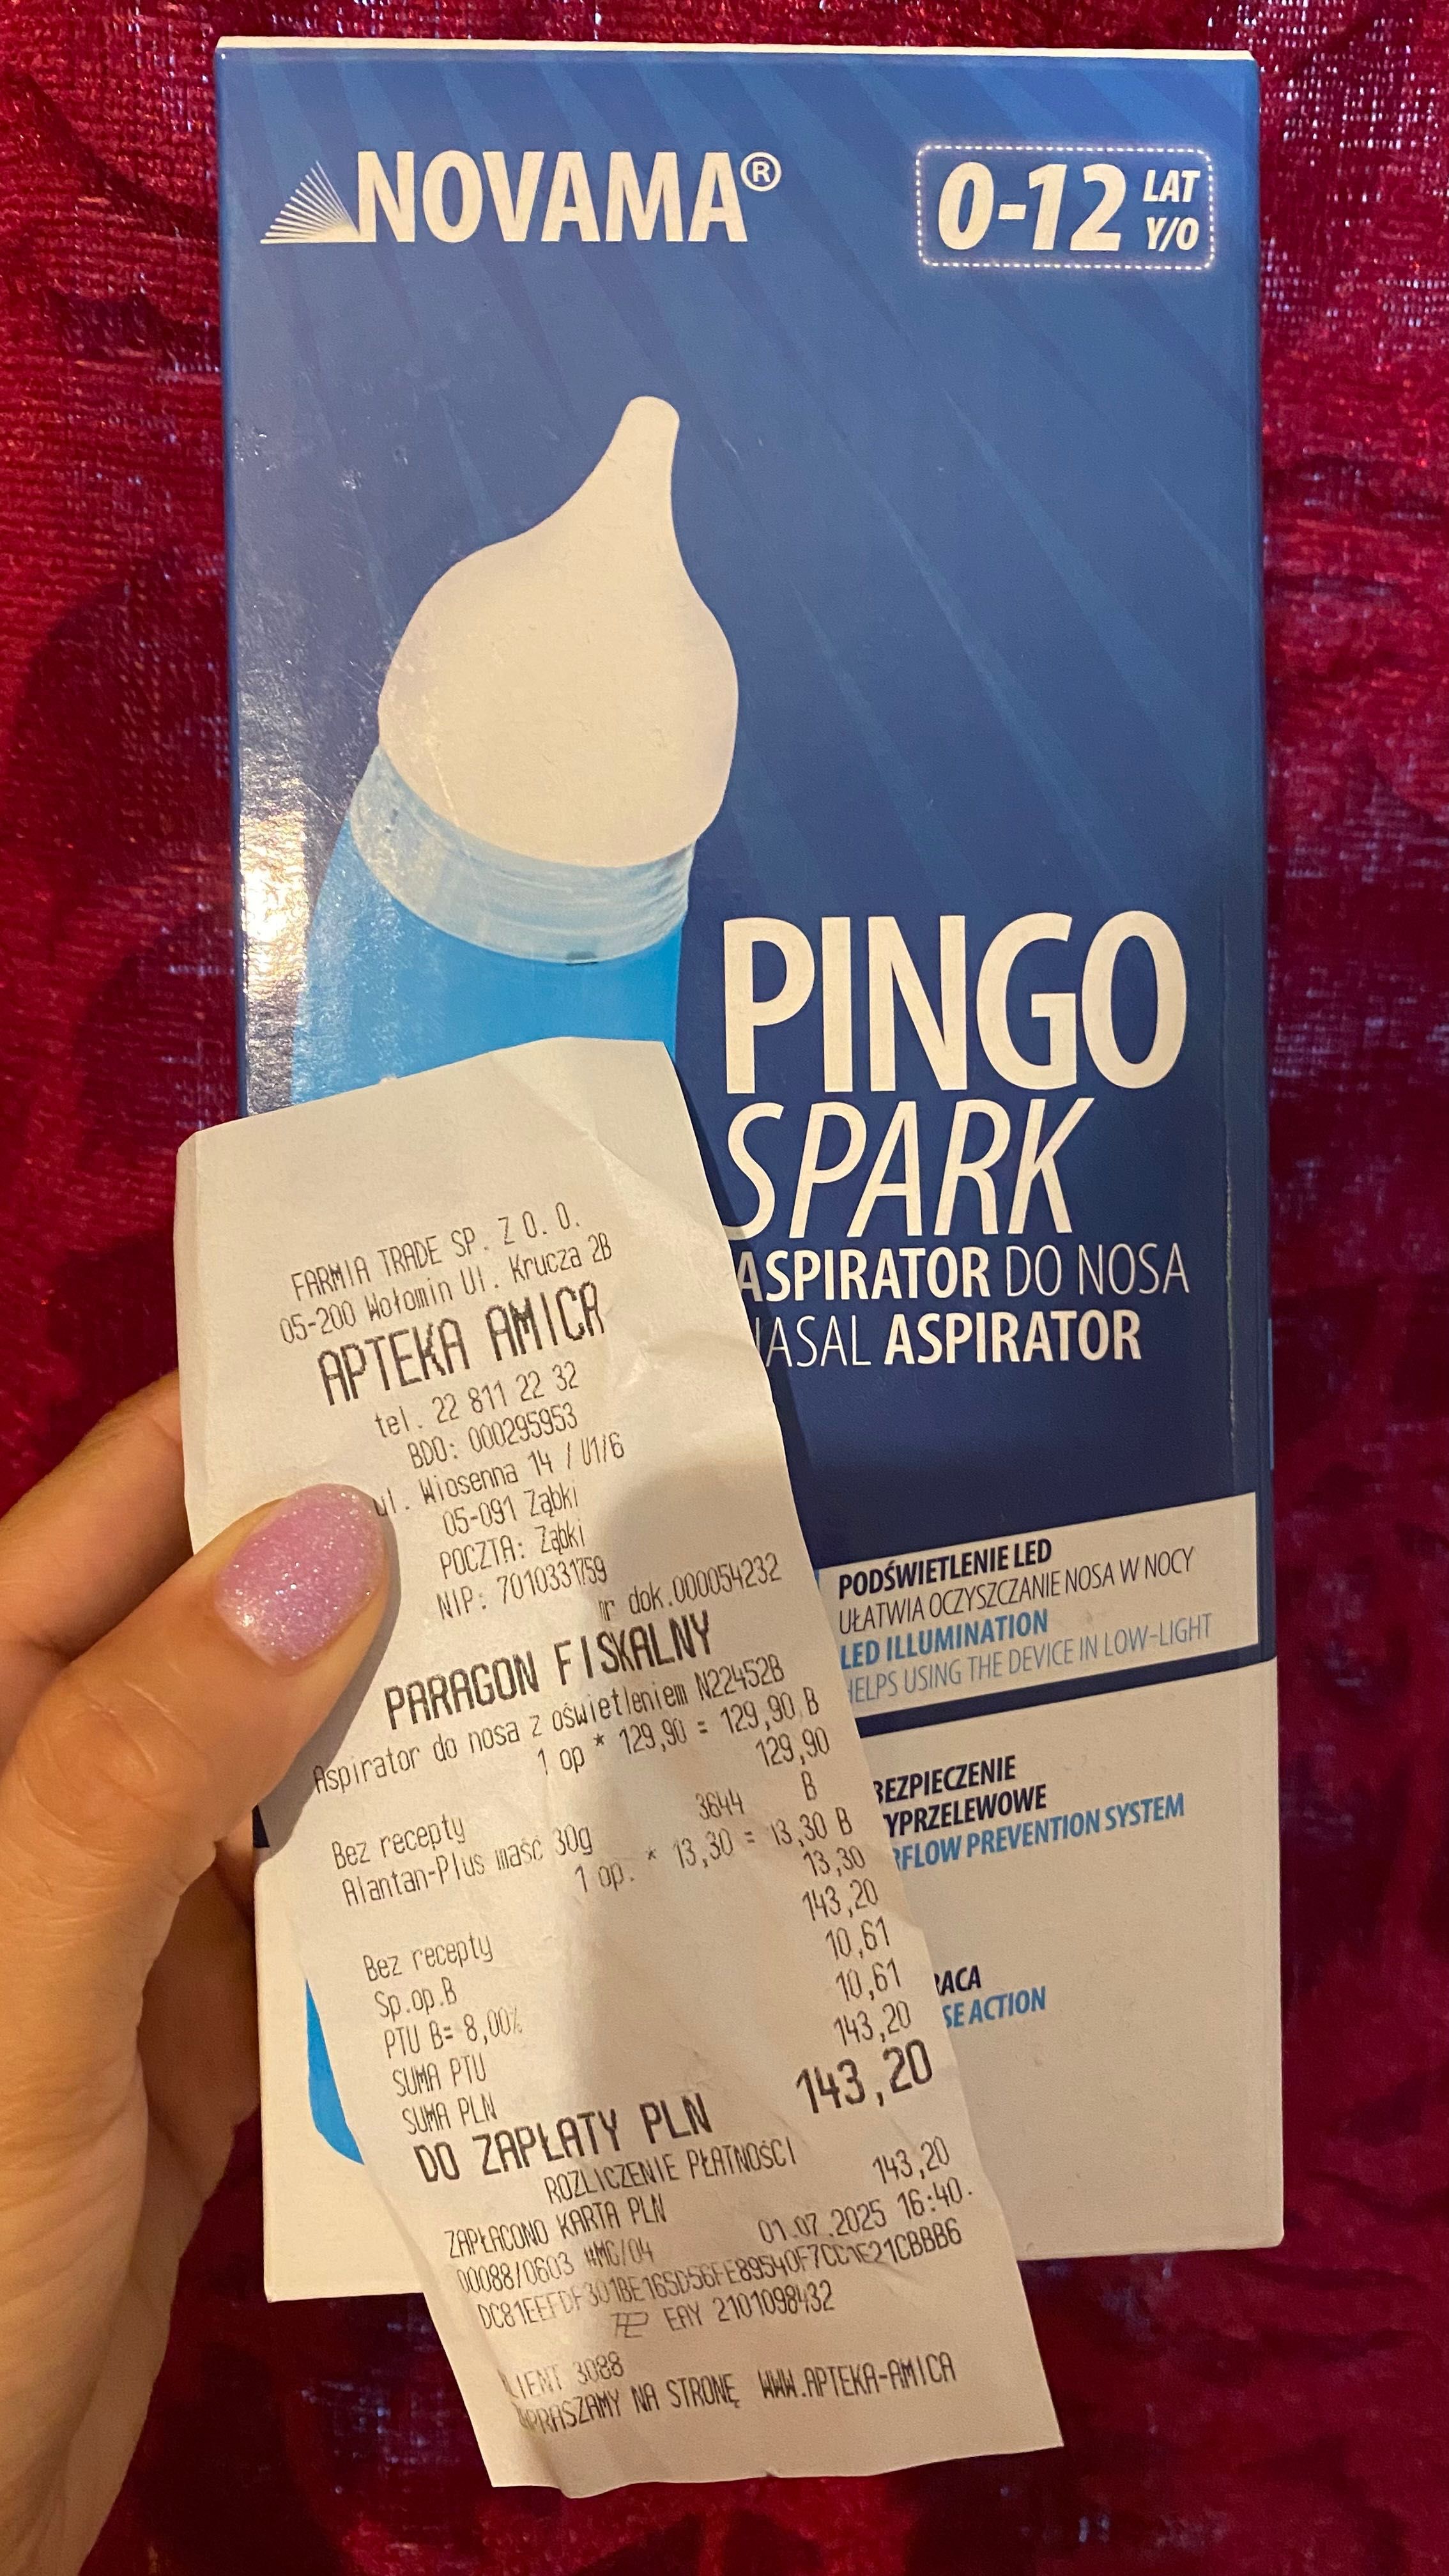 NOVAMA®
0-12 LAT
Y/O
PINGO
SPARK
ASPIRATOR DO NOSA
NASAL ASPIRATOR
PODŚWIETLENIE LED
UŁATWIA OCZYSZCZANIE NOSA W NOCY
LED ILLUMINATION
HELPS USING THE DEVICE IN LOW-LIGHT
BEZPIECZENIE
YPRZELEWOWE
RFLOW PREVENTION SYSTEM
RACA
SE ACTION
FARMIA TRADE SP. Z O. O.
05-200 Wołomin Ul. Krucza 2B
APTEKA AMICA
tel. 22 811 22 32
BDO: 000295953
ul. Wiosenna 14 / U1/6
05-091 Ząbki
POCZTA: Ząbki
NIP: 7010331759
nr dok.000054232
PARAGON FISKALNY
Aspirator do nosa z oświetleniem N22452B
1 op * 129,90 = 129,90 B
129,90
Bez recepty 3644 B
Alantan-Plus maść 30g
1 op. * 13,30 = 13,30 B
13,30
Bez recepty
Sp.op.B 143,20
PTU B= 8,00% 10,61
SUMA PTU 10,61
SUMA PLN 143,20
DO ZAPŁATY PLN 143,20
ROZLICZENIE PŁATNOŚCI
ZAPŁACONO KARTA PLN 143,20
00088/0603 #MG/04 01.07.2025 16:40
EAY 2101098432
LIENT 3088
APRASZAMY NA STRONĘ WWW.APTEKA-AMICA